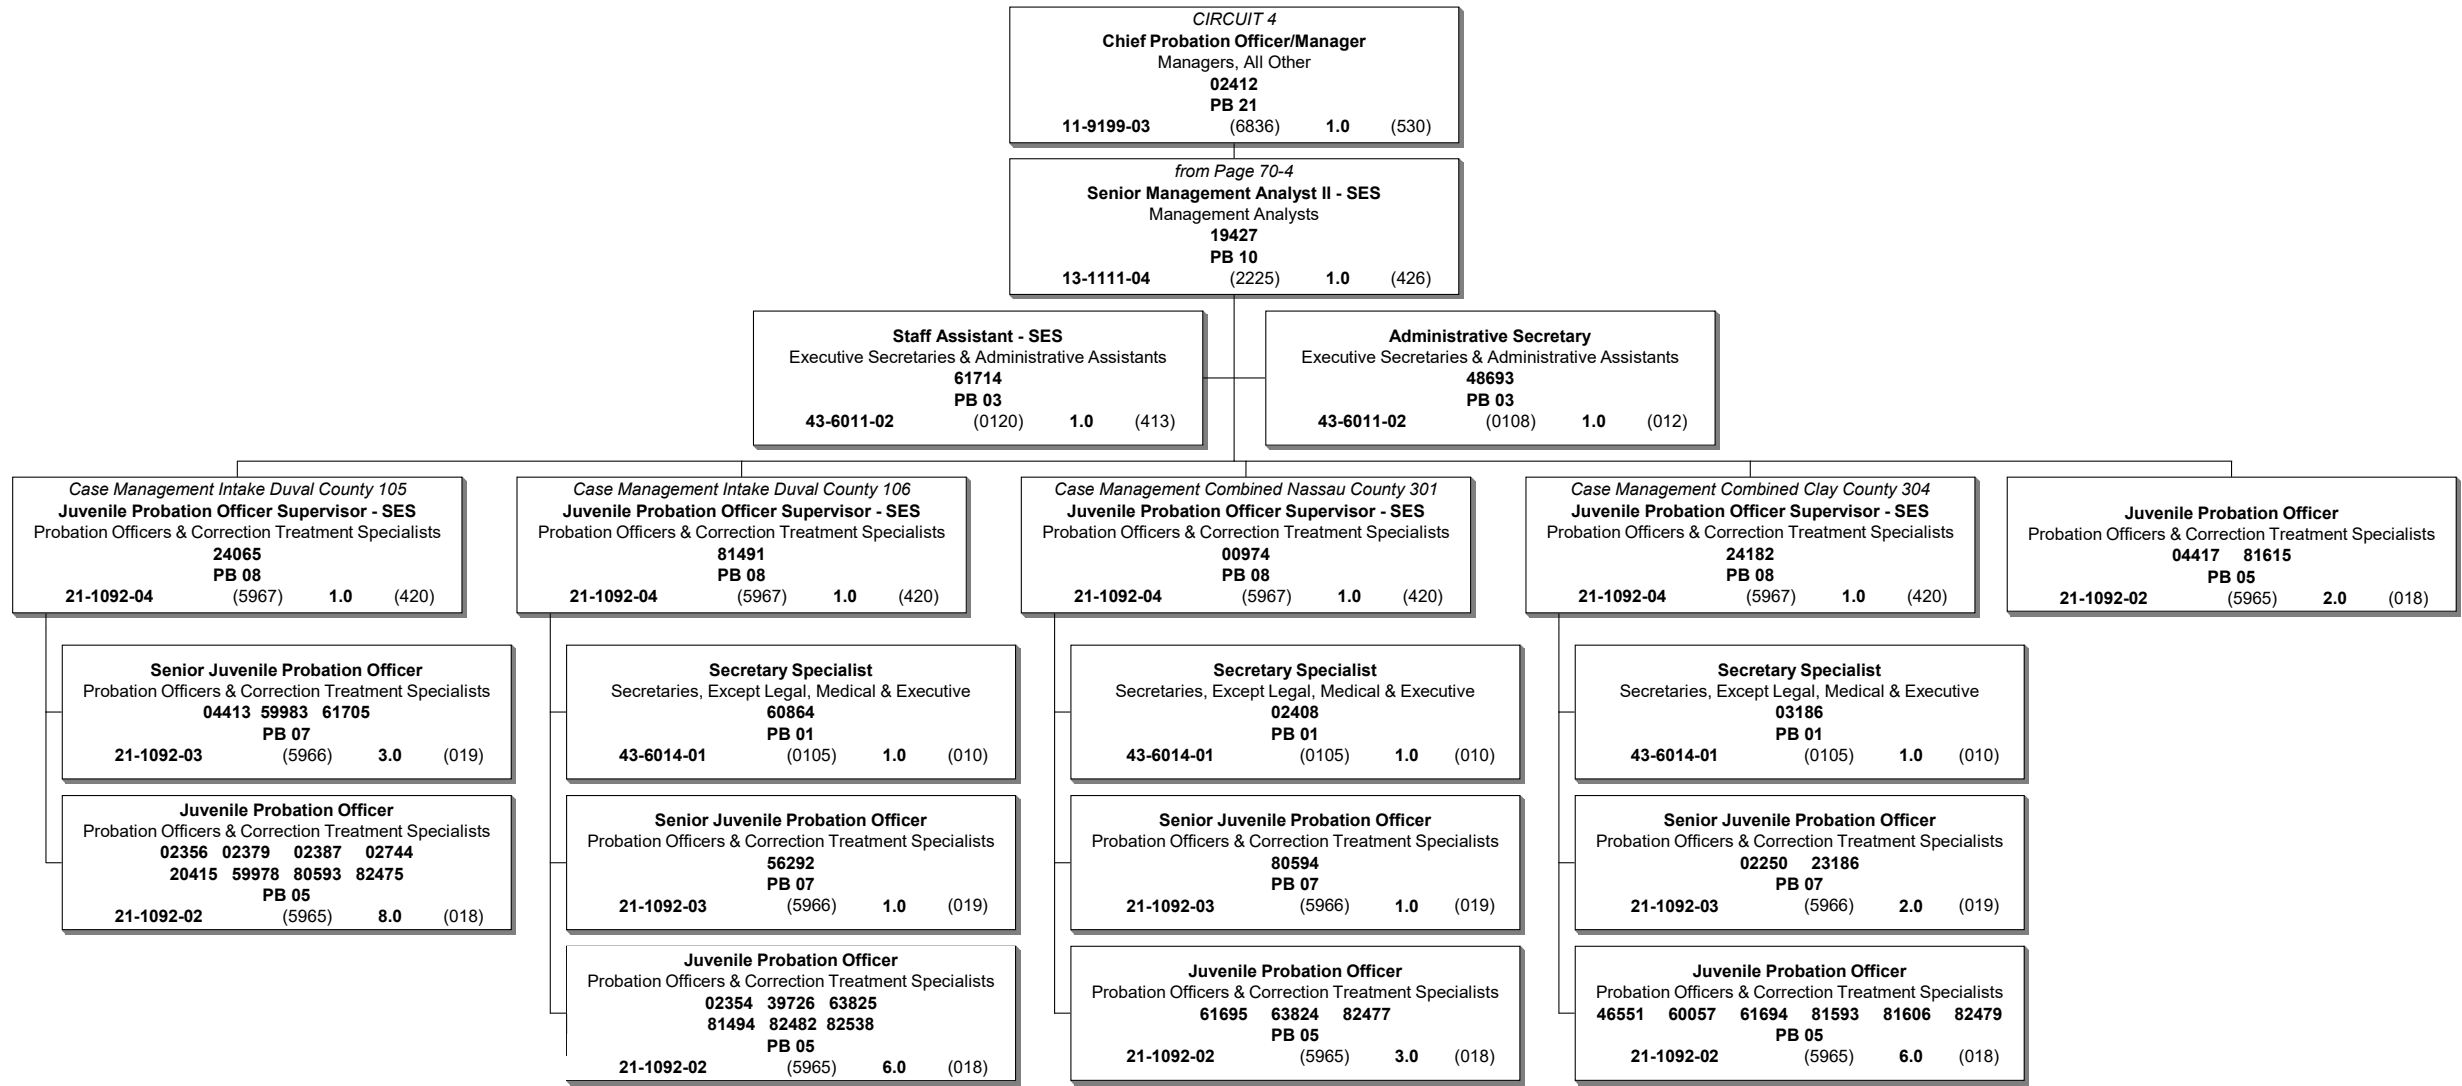 CIRCUIT 4
Chief Probation Officer/Manager
Managers, All Other
02412
PB 21
11-9199-03 (6836) 1.0 (530)
from Page 70-4
Senior Management Analyst II - SES
Management Analysts
19427
PB 10
13-1111-04 (2225) 1.0 (426)
Staff Assistant - SES
Executive Secretaries & Administrative Assistants
61714
PB 03
43-6011-02 (0120) 1.0 (413)
Administrative Secretary
Executive Secretaries & Administrative Assistants
48693
PB 03
43-6011-02 (0108) 1.0 (012)
Case Management Intake Duval County 105
Juvenile Probation Officer Supervisor - SES
Probation Officers & Correction Treatment Specialists
24065
PB 08
21-1092-04 (5967) 1.0 (420)
Senior Juvenile Probation Officer
Probation Officers & Correction Treatment Specialists
04413 59983 61705
PB 07
21-1092-03 (5966) 3.0 (019)
Juvenile Probation Officer
Probation Officers & Correction Treatment Specialists
02356 02379 02387 02744
20415 59978 80593 82475
PB 05
21-1092-02 (5965) 8.0 (018)
Case Management Intake Duval County 106
Juvenile Probation Officer Supervisor - SES
Probation Officers & Correction Treatment Specialists
81491
PB 08
21-1092-04 (5967) 1.0 (420)
Secretary Specialist
Secretaries, Except Legal, Medical & Executive
60864
PB 01
43-6014-01 (0105) 1.0 (010)
Senior Juvenile Probation Officer
Probation Officers & Correction Treatment Specialists
56292
PB 07
21-1092-03 (5966) 1.0 (019)
Juvenile Probation Officer
Probation Officers & Correction Treatment Specialists
02354 39726 63825
81494 82482 82538
PB 05
21-1092-02 (5965) 6.0 (018)
Case Management Combined Nassau County 301
Juvenile Probation Officer Supervisor - SES
Probation Officers & Correction Treatment Specialists
00974
PB 08
21-1092-04 (5967) 1.0 (420)
Secretary Specialist
Secretaries, Except Legal, Medical & Executive
02408
PB 01
43-6014-01 (0105) 1.0 (010)
Senior Juvenile Probation Officer
Probation Officers & Correction Treatment Specialists
80594
PB 07
21-1092-03 (5966) 1.0 (019)
Juvenile Probation Officer
Probation Officers & Correction Treatment Specialists
61695 63824 82477
PB 05
21-1092-02 (5965) 3.0 (018)
Case Management Combined Clay County 304
Juvenile Probation Officer Supervisor - SES
Probation Officers & Correction Treatment Specialists
24182
PB 08
21-1092-04 (5967) 1.0 (420)
Secretary Specialist
Secretaries, Except Legal, Medical & Executive
03186
PB 01
43-6014-01 (0105) 1.0 (010)
Senior Juvenile Probation Officer
Probation Officers & Correction Treatment Specialists
02250 23186
PB 07
21-1092-03 (5966) 2.0 (019)
Juvenile Probation Officer
Probation Officers & Correction Treatment Specialists
46551 60057 61694 81593 81606 82479
PB 05
21-1092-02 (5965) 6.0 (018)
Juvenile Probation Officer
Probation Officers & Correction Treatment Specialists
04417 81615
PB 05
21-1092-02 (5965) 2.0 (018)